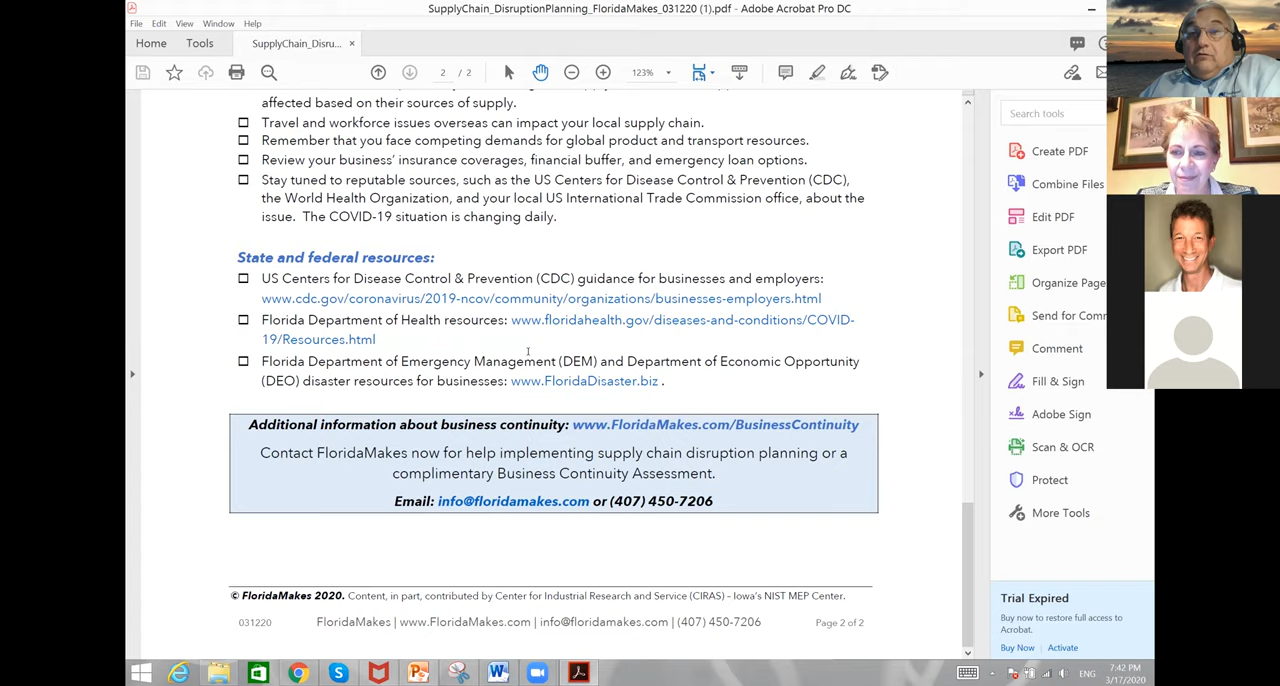 SupplyChain_DisruptionPlanning_FloridaMakes_031220 (1).pdf - Adobe Acrobat Pro DC
File Edit View Window Help
Home Tools SupplyChain_Disru... ×
2 / 2 123%
affected based on their sources of supply.
Travel and workforce issues overseas can impact your local supply chain.
Remember that you face competing demands for global product and transport resources.
Review your business' insurance coverages, financial buffer, and emergency loan options.
Stay tuned to reputable sources, such as the US Centers for Disease Control & Prevention (CDC),
the World Health Organization, and your local US International Trade Commission office, about the
issue. The COVID-19 situation is changing daily.
State and federal resources:
US Centers for Disease Control & Prevention (CDC) guidance for businesses and employers:
www.cdc.gov/coronavirus/2019-ncov/community/organizations/businesses-employers.html
Florida Department of Health resources: www.floridahealth.gov/diseases-and-conditions/COVID-
19/Resources.html
Florida Department of Emergency Management (DEM) and Department of Economic Opportunity
(DEO) disaster resources for businesses: www.FloridaDisaster.biz .
Additional information about business continuity: www.FloridaMakes.com/BusinessContinuity
Contact FloridaMakes now for help implementing supply chain disruption planning or a
complimentary Business Continuity Assessment.
Email: info@floridamakes.com or (407) 450-7206
© FloridaMakes 2020. Content, in part, contributed by Center for Industrial Research and Service (CIRAS) – Iowa's NIST MEP Center.
031220 FloridaMakes | www.FloridaMakes.com | info@floridamakes.com | (407) 450-7206 Page 2 of 2
Search tools
Create PDF
Combine Files
Edit PDF
Export PDF
Organize Page
Send for Comm
Comment
Fill & Sign
Adobe Sign
Scan & OCR
Protect
More Tools
Trial Expired
Buy now to restore full access to
Acrobat.
Buy Now Activate
ENG
7:42 PM
3/17/2020